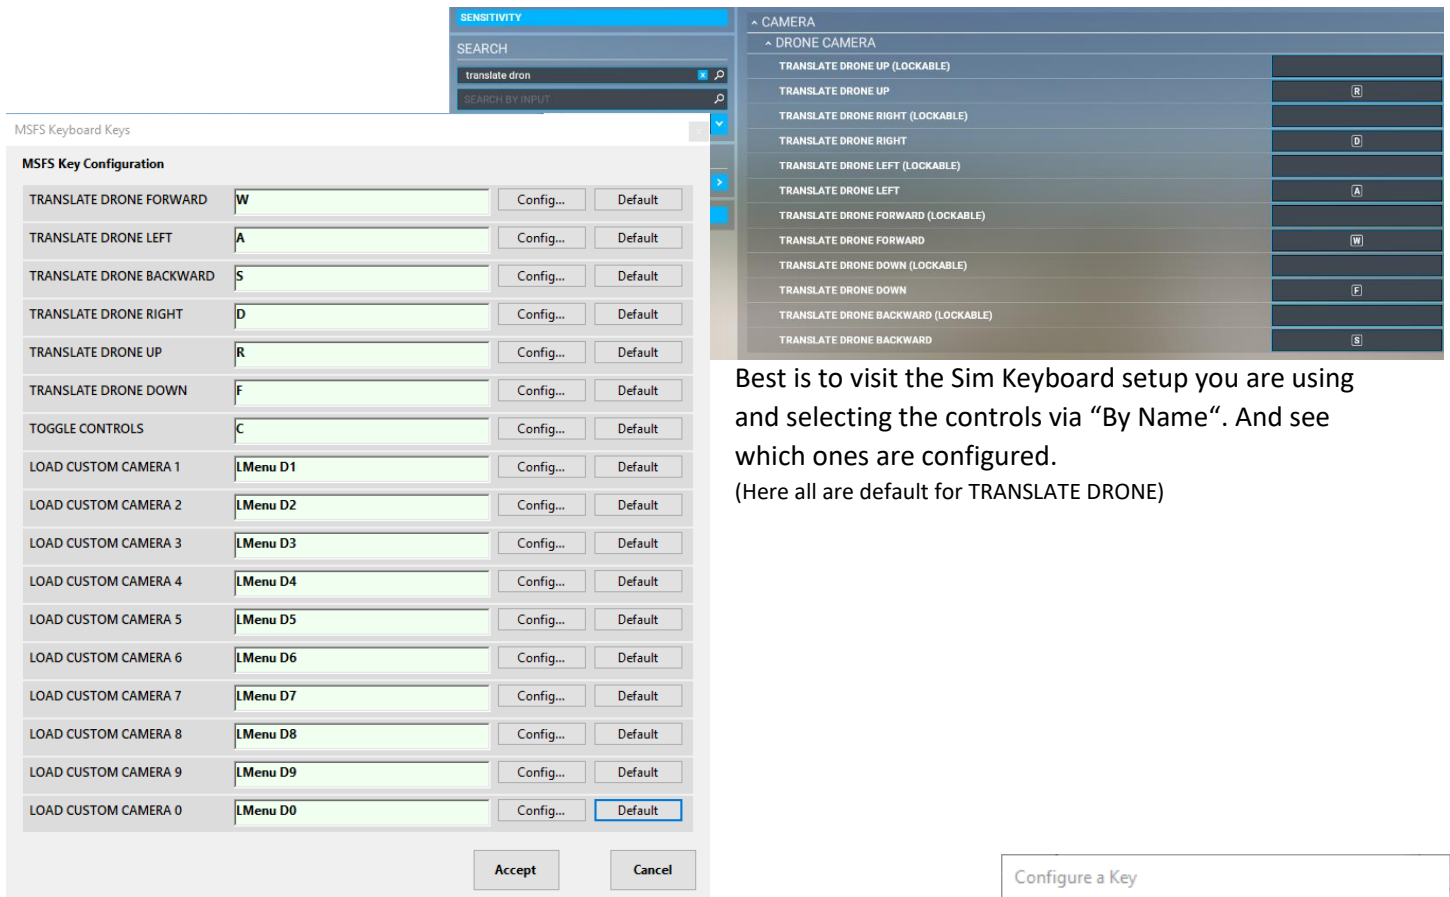 SENSITIVITY
SEARCH
translate dron
SEARCH BY INPUT
CAMERA
DRONE CAMERA
TRANSLATE DRONE UP (LOCKABLE)
TRANSLATE DRONE UP R
TRANSLATE DRONE RIGHT (LOCKABLE)
TRANSLATE DRONE RIGHT D
TRANSLATE DRONE LEFT (LOCKABLE)
TRANSLATE DRONE LEFT A
TRANSLATE DRONE FORWARD (LOCKABLE)
TRANSLATE DRONE FORWARD W
TRANSLATE DRONE DOWN (LOCKABLE)
TRANSLATE DRONE DOWN F
TRANSLATE DRONE BACKWARD (LOCKABLE)
TRANSLATE DRONE BACKWARD S
MSFS Keyboard Keys
MSFS Key Configuration
TRANSLATE DRONE FORWARD W Config... Default
TRANSLATE DRONE LEFT A Config... Default
TRANSLATE DRONE BACKWARD S Config... Default
TRANSLATE DRONE RIGHT D Config... Default
TRANSLATE DRONE UP R Config... Default
TRANSLATE DRONE DOWN F Config... Default
TOGGLE CONTROLS C Config... Default
LOAD CUSTOM CAMERA 1 LMenu D1 Config... Default
LOAD CUSTOM CAMERA 2 LMenu D2 Config... Default
LOAD CUSTOM CAMERA 3 LMenu D3 Config... Default
LOAD CUSTOM CAMERA 4 LMenu D4 Config... Default
LOAD CUSTOM CAMERA 5 LMenu D5 Config... Default
LOAD CUSTOM CAMERA 6 LMenu D6 Config... Default
LOAD CUSTOM CAMERA 7 LMenu D7 Config... Default
LOAD CUSTOM CAMERA 8 LMenu D8 Config... Default
LOAD CUSTOM CAMERA 9 LMenu D9 Config... Default
LOAD CUSTOM CAMERA 0 LMenu D0 Config... Default
Accept Cancel
Best is to visit the Sim Keyboard setup you are using
and selecting the controls via “By Name“. And see
which ones are configured.
(Here all are default for TRANSLATE DRONE)
Configure a Key